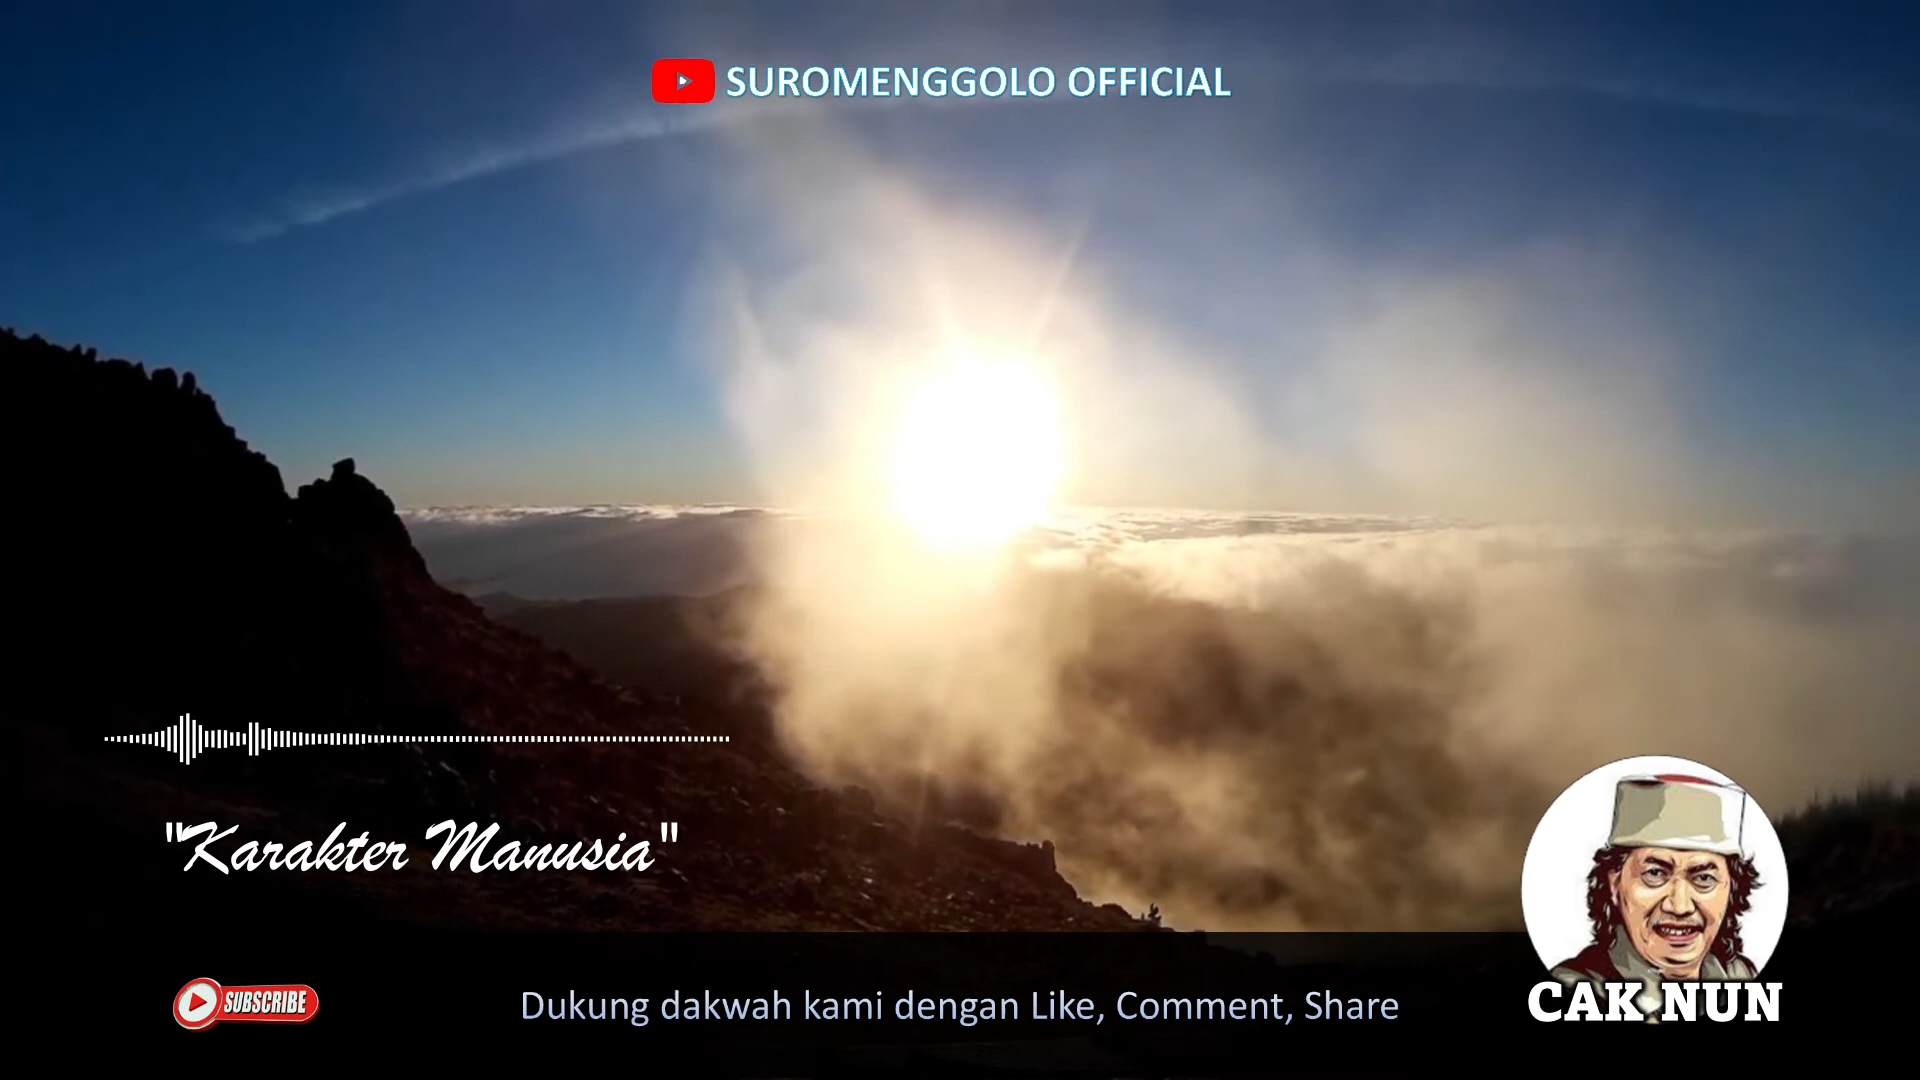 SUROMENGGOLO OFFICIAL
"Karakter Manusia"
SUBSCRIBE
Dukung dakwah kami dengan Like, Comment, Share
CAK NUN